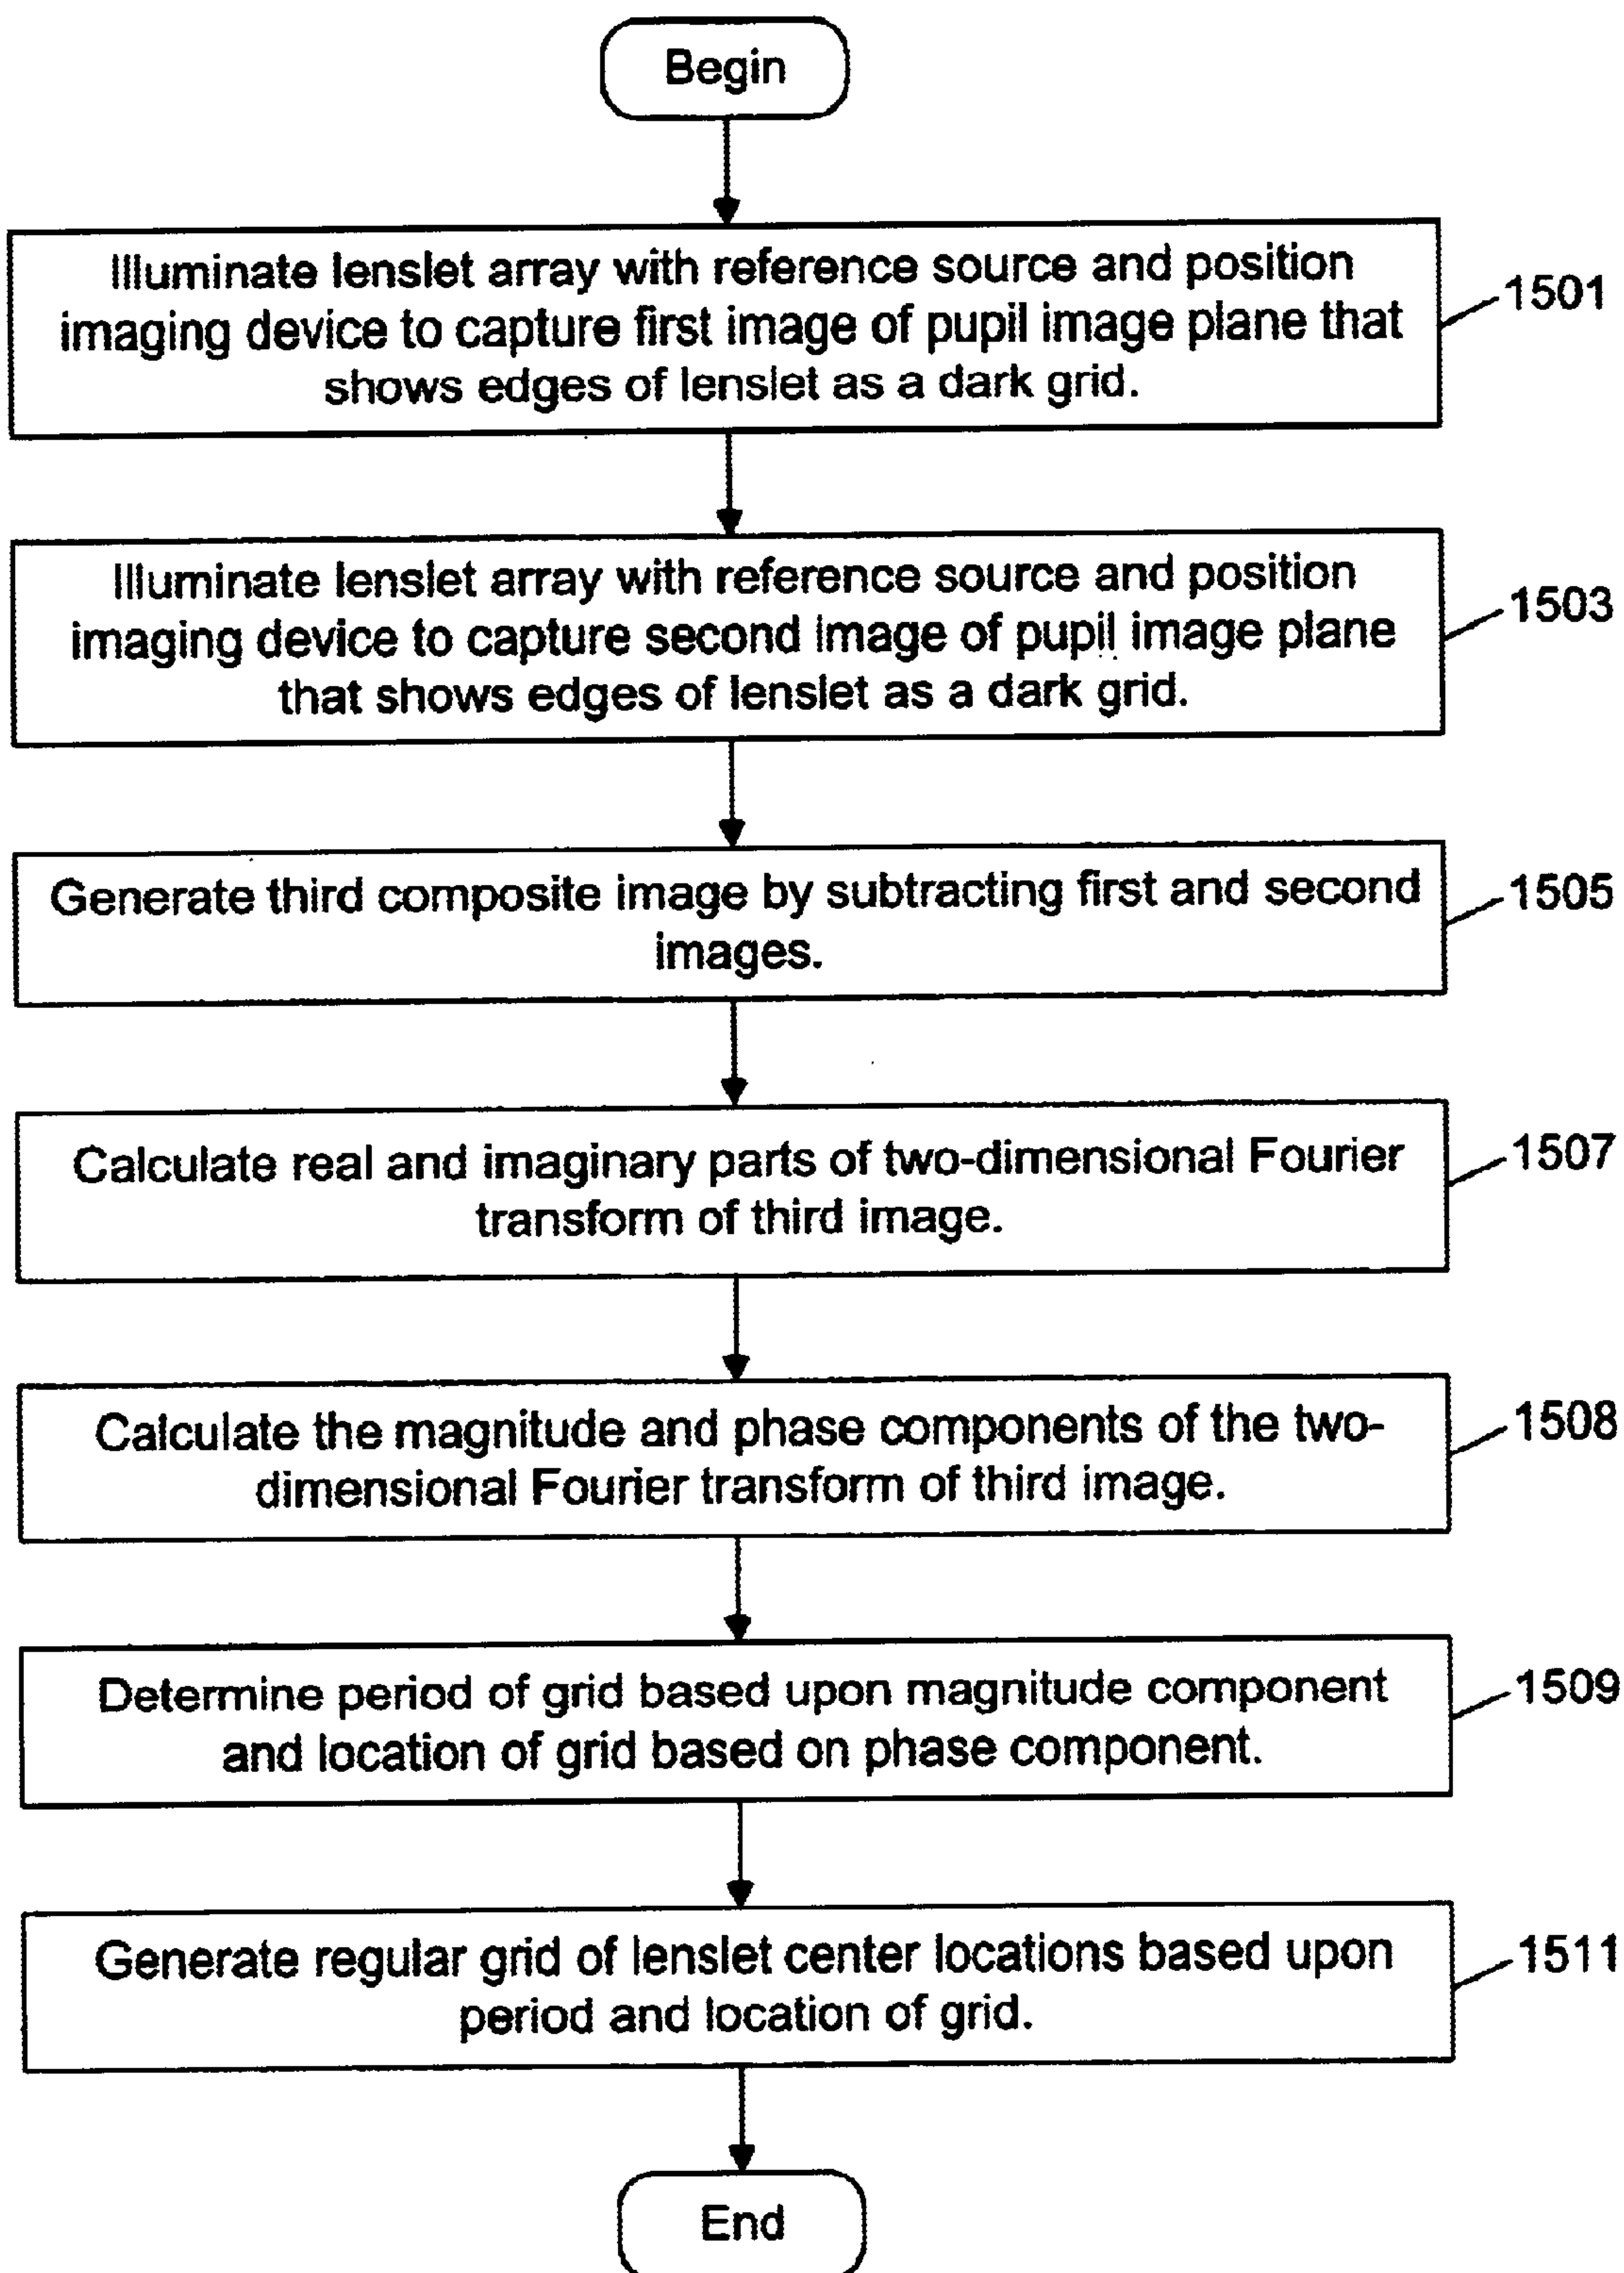 Begin
Illuminate lenslet array with reference source and position
imaging device to capture first image of pupil image plane that
shows edges of lenslet as a dark grid.
1501
Illuminate lenslet array with reference source and position
imaging device to capture second image of pupil image plane
that shows edges of lenslet as a dark grid.
1503
Generate third composite image by subtracting first and second
images.
1505
Calculate real and imaginary parts of two-dimensional Fourier
transform of third image.
1507
Calculate the magnitude and phase components of the two-
dimensional Fourier transform of third image.
1508
Determine period of grid based upon magnitude component
and location of grid based on phase component.
1509
Generate regular grid of lenslet center locations based upon
period and location of grid.
1511
End